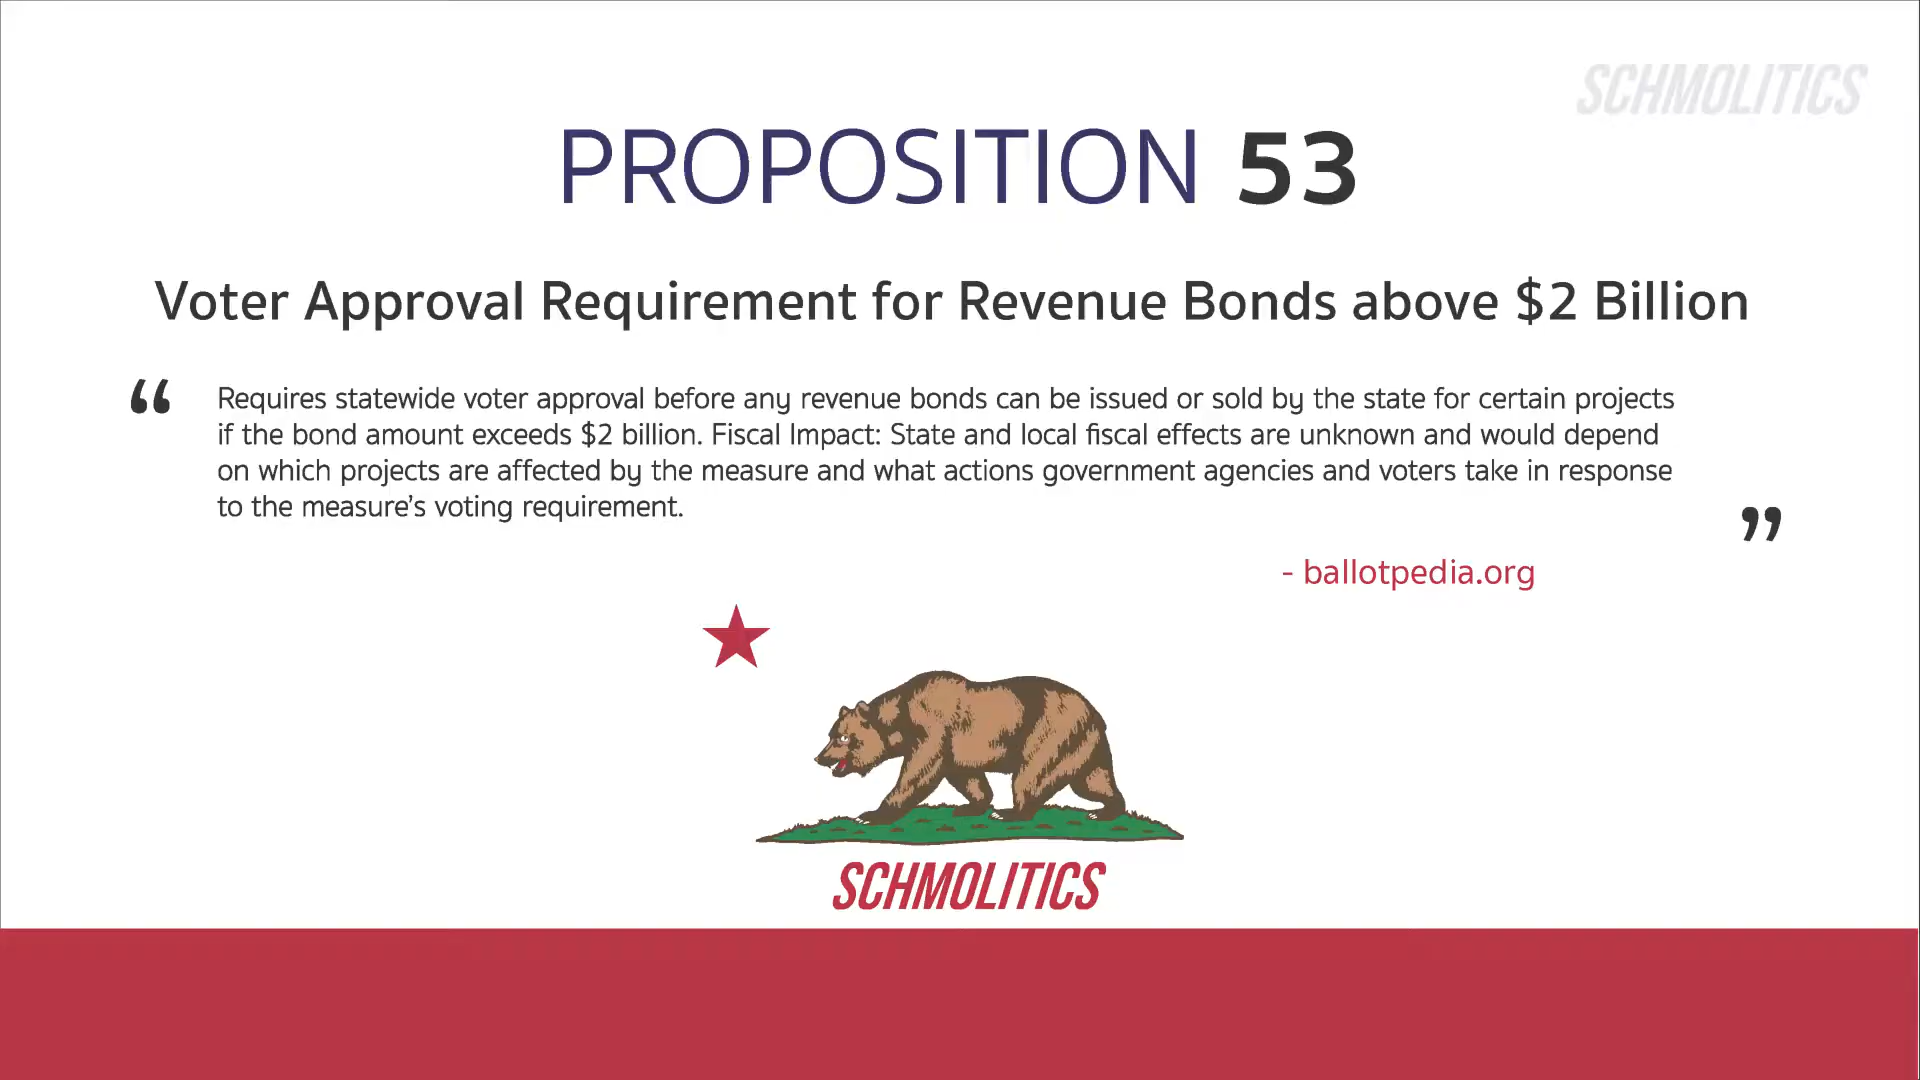 SCHMOLITICS
PROPOSITION 53
Voter Approval Requirement for Revenue Bonds above $2 Billion
“ Requires statewide voter approval before any revenue bonds can be issued or sold by the state for certain projects
if the bond amount exceeds $2 billion. Fiscal Impact: State and local fiscal effects are unknown and would depend
on which projects are affected by the measure and what actions government agencies and voters take in response
to the measure’s voting requirement. ”
- ballotpedia.org
SCHMOLITICS